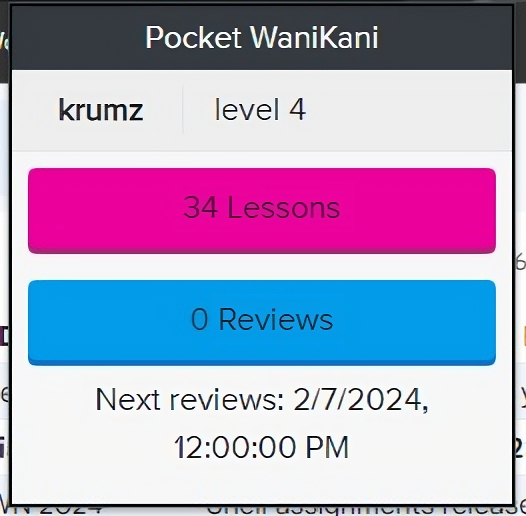 Pocket WaniKani
krumz
level 4
34 Lessons
0 Reviews
Next reviews: 2/7/2024,
12:00:00 PM